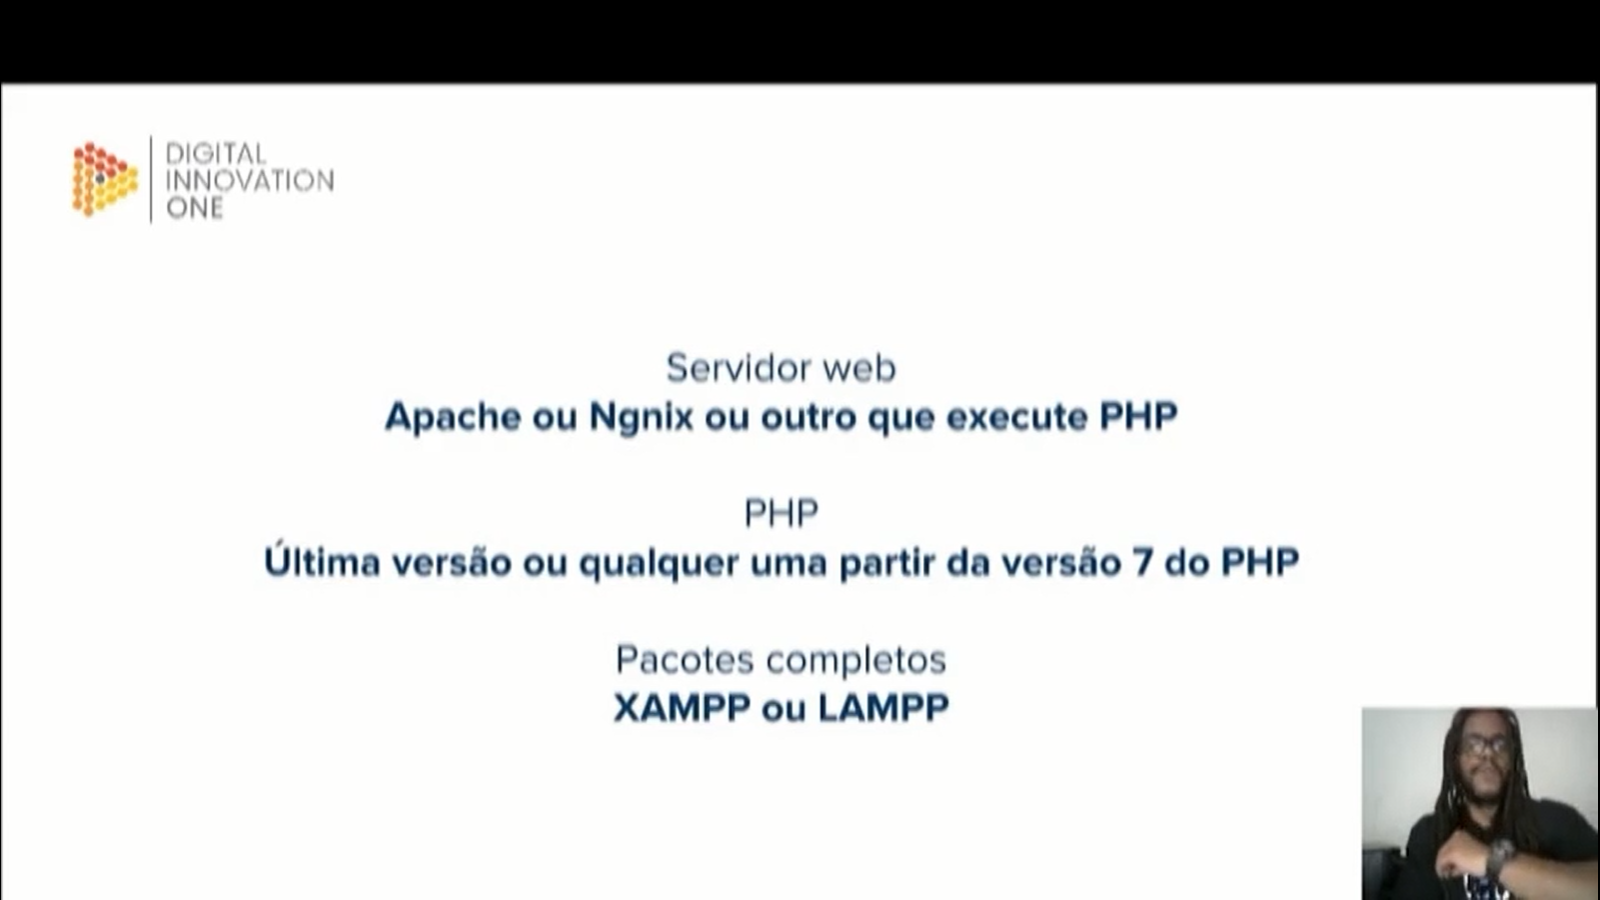 DIGITAL
INNOVATION
ONE
Servidor web
Apache ou Ngnix ou outro que execute PHP
PHP
Última versão ou qualquer uma partir da versão 7 do PHP
Pacotes completos
XAMPP ou LAMPP